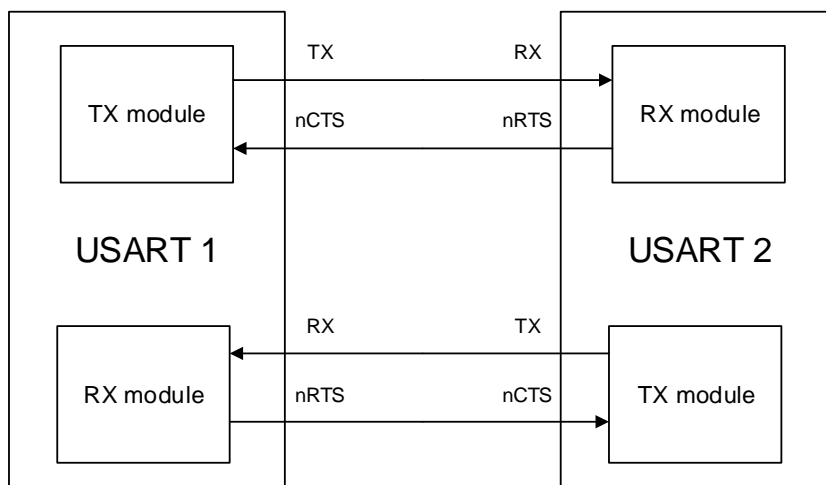 TX RX
TX module RX module
nCTS nRTS
USART 1 USART 2
RX TX
RX module TX module
nRTS nCTS